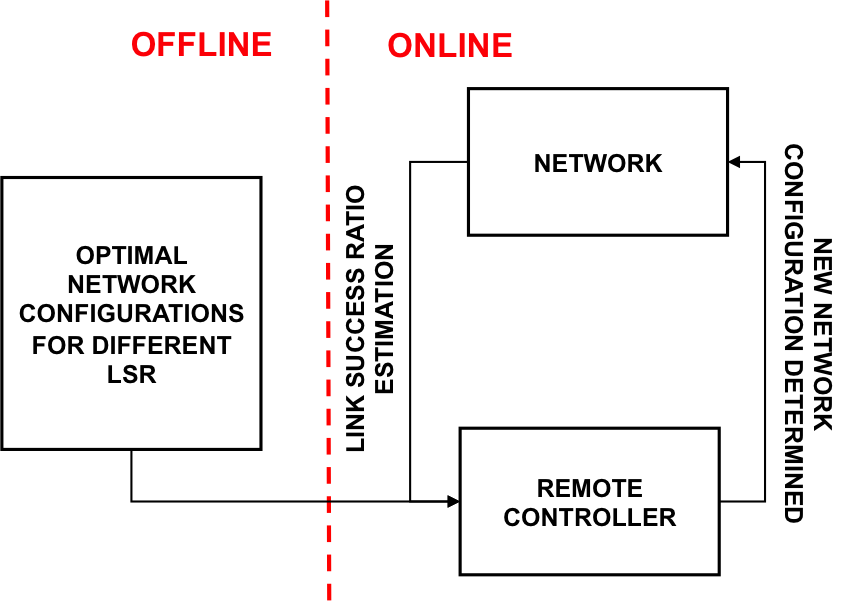 OFFLINE
ONLINE
OPTIMAL
NETWORK
CONFIGURATIONS
FOR DIFFERENT
LSR
LINK SUCCESS RATIO
ESTIMATION
NETWORK
REMOTE
CONTROLLER
NEW NETWORK
CONFIGURATION DETERMINED